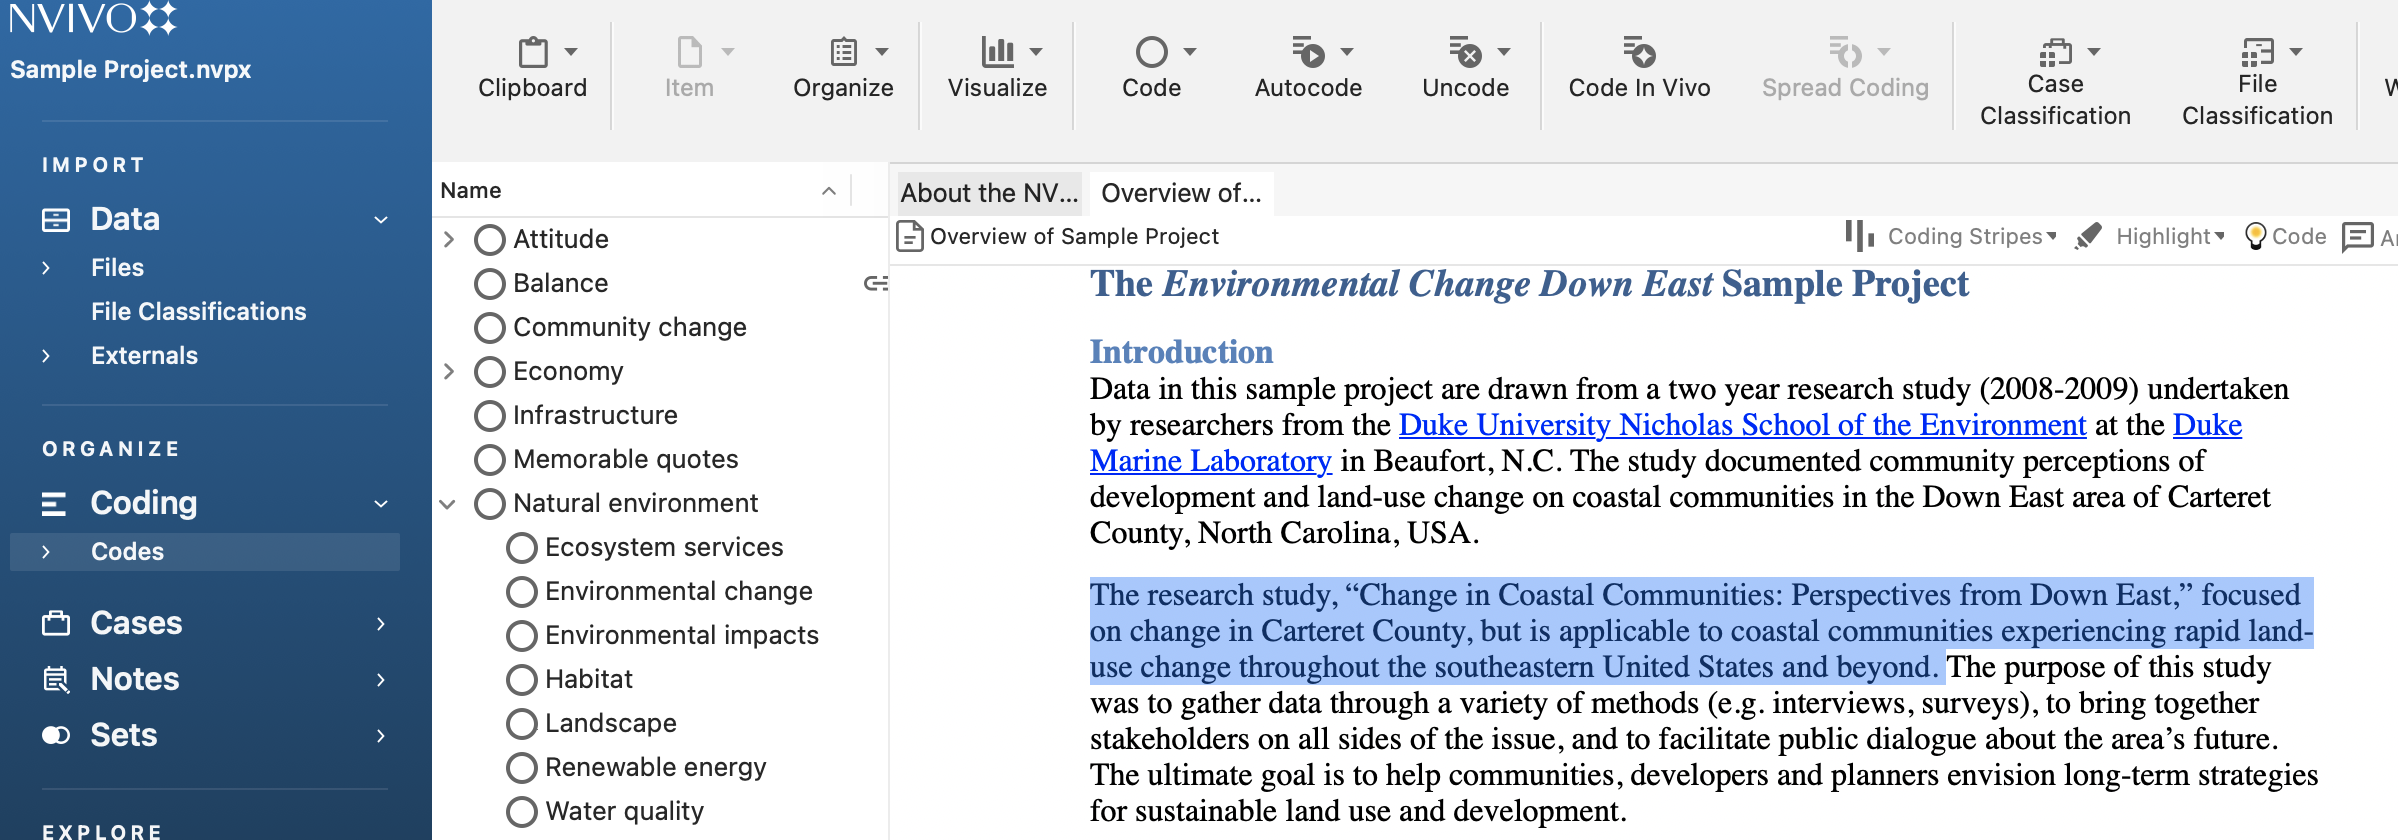 NVIVO
Sample Project.nvpx
IMPORT
Data
Files
File Classifications
Externals
ORGANIZE
Coding
Codes
Cases
Notes
Sets
EXPLORE
Clipboard
Item
Organize
Visualize
Code
Autocode
Uncode
Code In Vivo
Spread Coding
Case
Classification
File
Classification
Name
Attitude
Balance
Community change
Economy
Infrastructure
Memorable quotes
Natural environment
Ecosystem services
Environmental change
Environmental impacts
Habitat
Landscape
Renewable energy
Water quality
About the NV...
Overview of...
Overview of Sample Project
Coding Stripes
Highlight
Code
The Environmental Change Down East Sample Project
Introduction
Data in this sample project are drawn from a two year research study (2008-2009) undertaken
by researchers from the Duke University Nicholas School of the Environment at the Duke
Marine Laboratory in Beaufort, N.C. The study documented community perceptions of
development and land-use change on coastal communities in the Down East area of Carteret
County, North Carolina, USA.
The research study, “Change in Coastal Communities: Perspectives from Down East,” focused
on change in Carteret County, but is applicable to coastal communities experiencing rapid land-
use change throughout the southeastern United States and beyond. The purpose of this study
was to gather data through a variety of methods (e.g. interviews, surveys), to bring together
stakeholders on all sides of the issue, and to facilitate public dialogue about the area’s future.
The ultimate goal is to help communities, developers and planners envision long-term strategies
for sustainable land use and development.